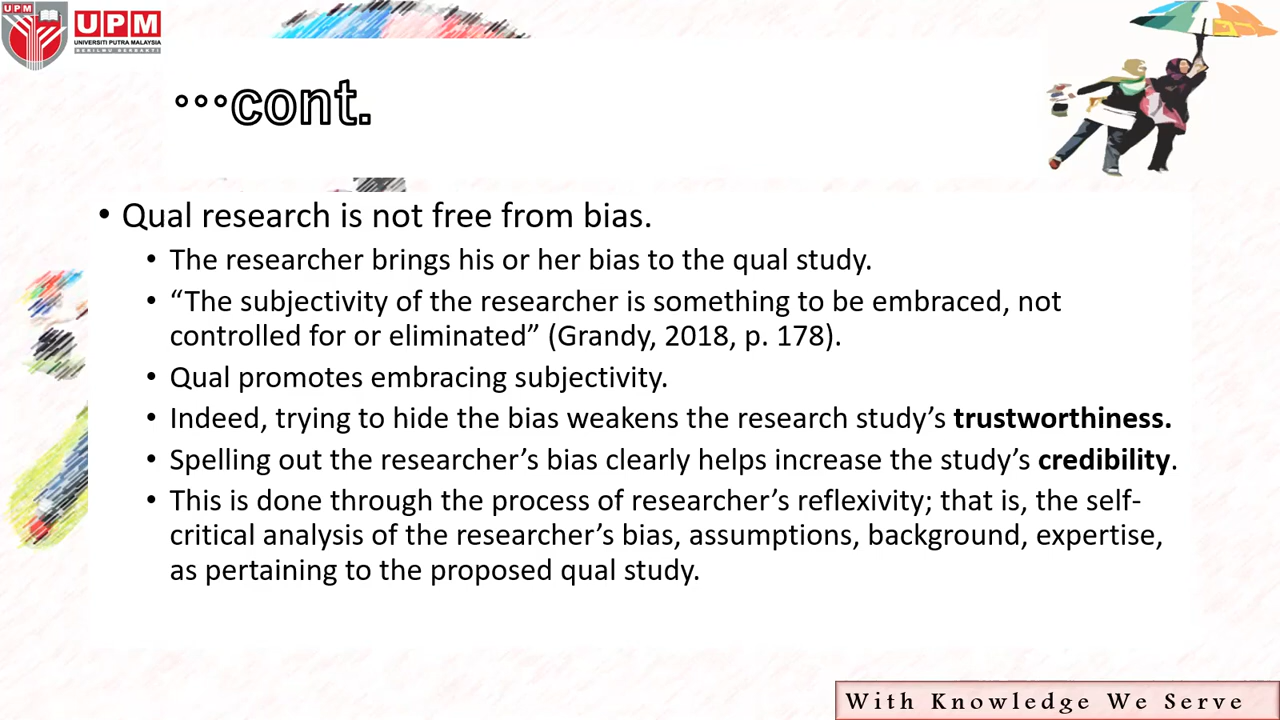 UPM
UPM
UNIVERSITI PUTRA MALAYSIA
BERILMU BERBAKTI
...cont.
• Qual research is not free from bias.
• The researcher brings his or her bias to the qual study.
• “The subjectivity of the researcher is something to be embraced, not
controlled for or eliminated” (Grandy, 2018, p. 178).
• Qual promotes embracing subjectivity.
• Indeed, trying to hide the bias weakens the research study’s trustworthiness.
• Spelling out the researcher’s bias clearly helps increase the study’s credibility.
• This is done through the process of researcher’s reflexivity; that is, the self-
critical analysis of the researcher’s bias, assumptions, background, expertise,
as pertaining to the proposed qual study.
With Knowledge We Serve